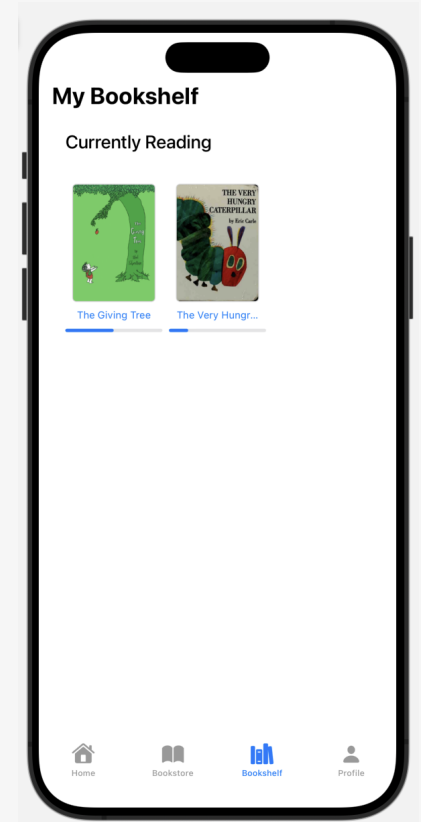 My Bookshelf
Currently Reading
THE VERY
HUNGRY
CATERPILLAR
by Eric Carle
The Giving Tree
The Very Hungr...
Home
Bookstore
Bookshelf
Profile